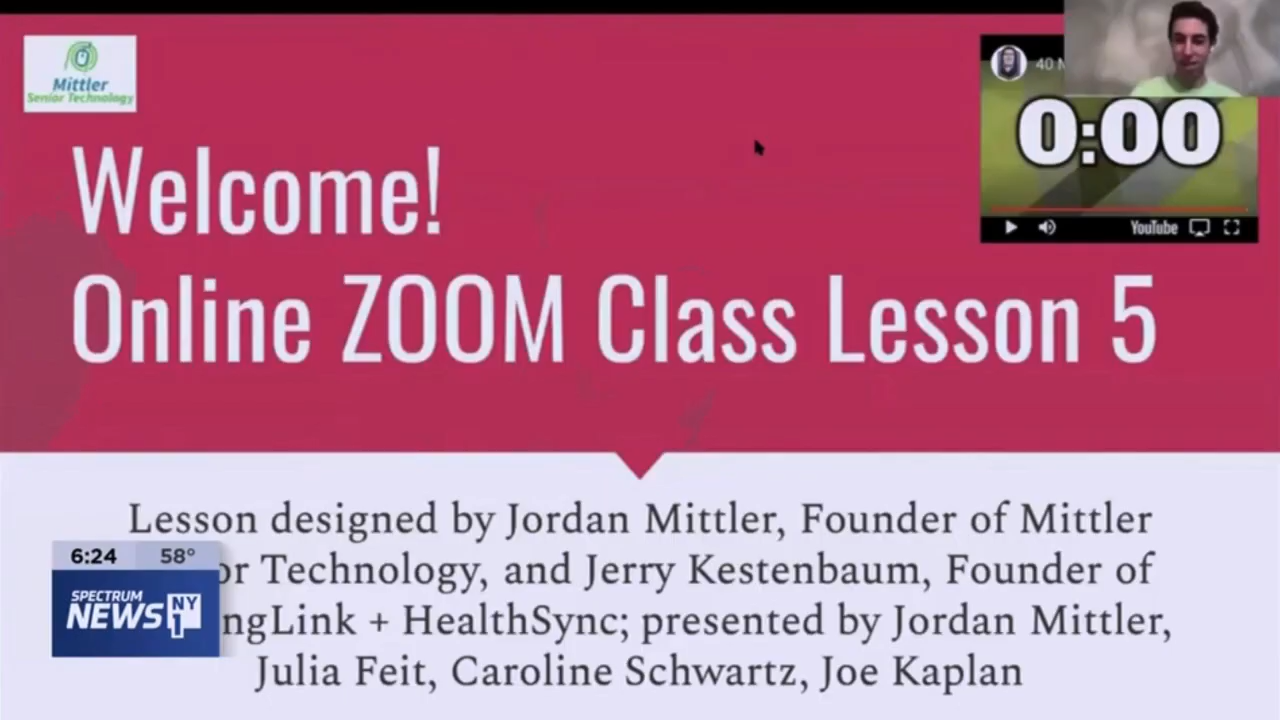 Mittler
Senior Technology
40 M
0:00
YouTube
Welcome!
Online ZOOM Class Lesson 5
Lesson designed by Jordan Mittler, Founder of Mittler
or Technology, and Jerry Kestenbaum, Founder of
ngLink + HealthSync; presented by Jordan Mittler,
Julia Feit, Caroline Schwartz, Joe Kaplan
6:24 58°
SPECTRUM
NEWS NY
1